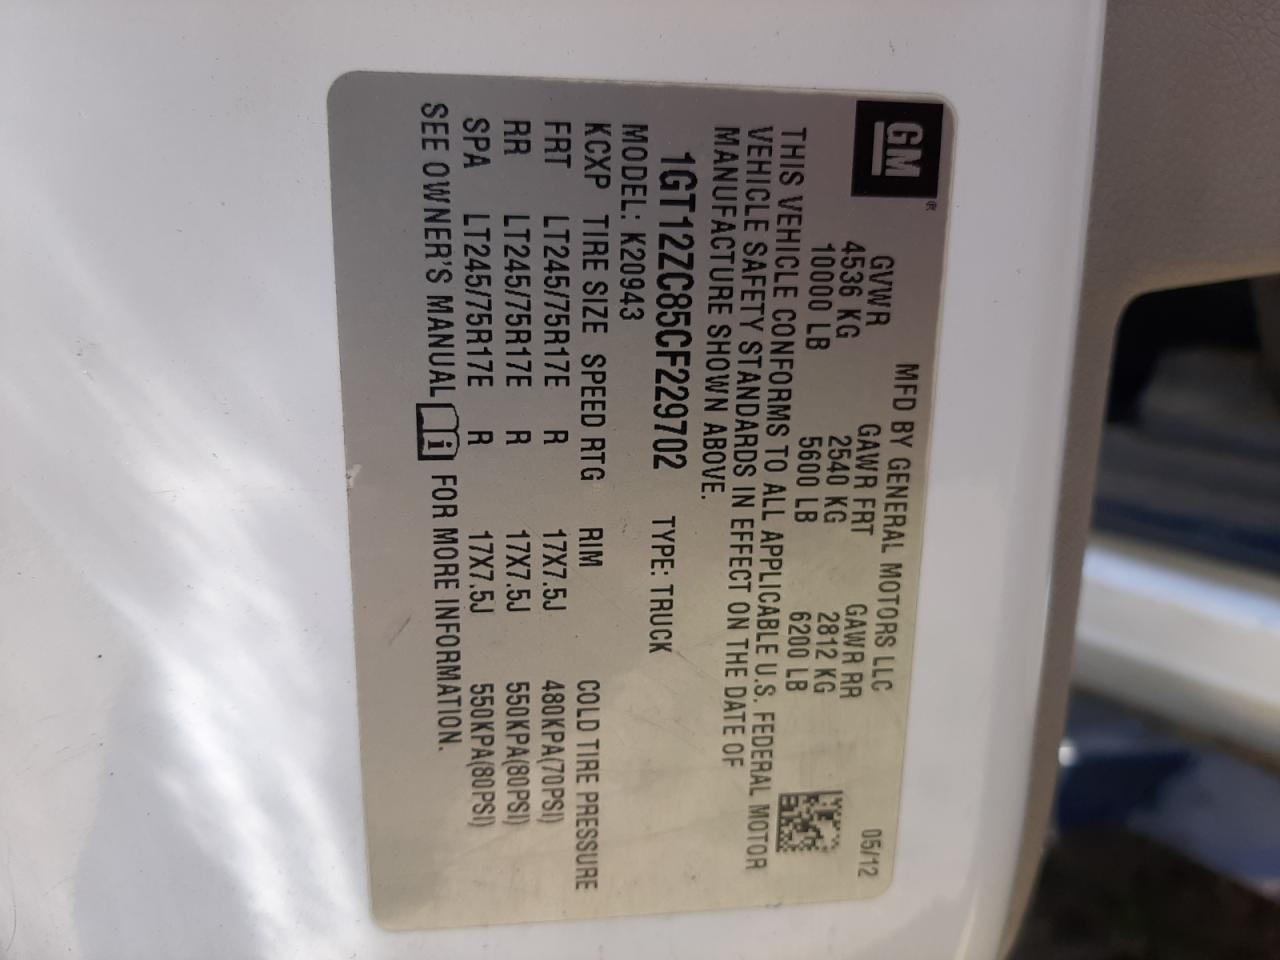 GM®
MFD BY GENERAL MOTORS LLC 05/12
GVWR GAWR FRT GAWR RR
4536 KG 2540 KG 2812 KG
10000 LB 5600 LB 6200 LB
THIS VEHICLE CONFORMS TO ALL APPLICABLE U.S. FEDERAL MOTOR
VEHICLE SAFETY STANDARDS IN EFFECT ON THE DATE OF
MANUFACTURE SHOWN ABOVE.
1GT12ZC85CF229702 TYPE: TRUCK
MODEL: K20943
KCXP TIRE SIZE SPEED RTG RIM COLD TIRE PRESSURE
FRT LT245/75R17E R 17X7.5J 480KPA(70PSI)
RR LT245/75R17E R 17X7.5J 550KPA(80PSI)
SPA LT245/75R17E R 17X7.5J 550KPA(80PSI)
SEE OWNER'S MANUAL i FOR MORE INFORMATION.